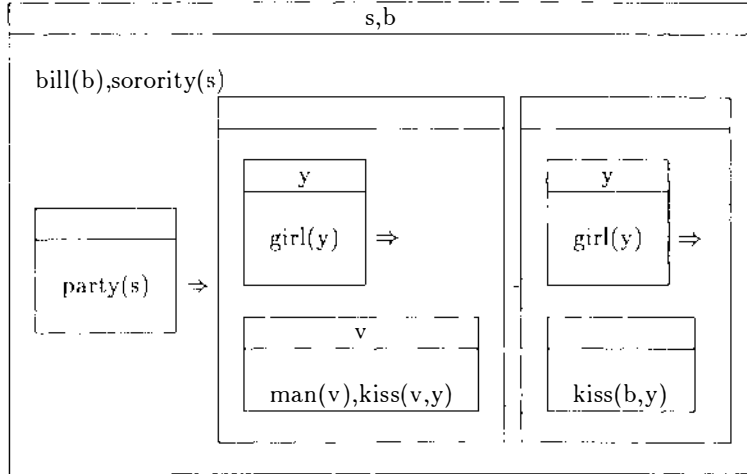 s,b
bill(b),sorority(s)
y y
girl(y) ⇒ girl(y) ⇒
party(s) ⇒
v
man(v),kiss(v,y) kiss(b,y)